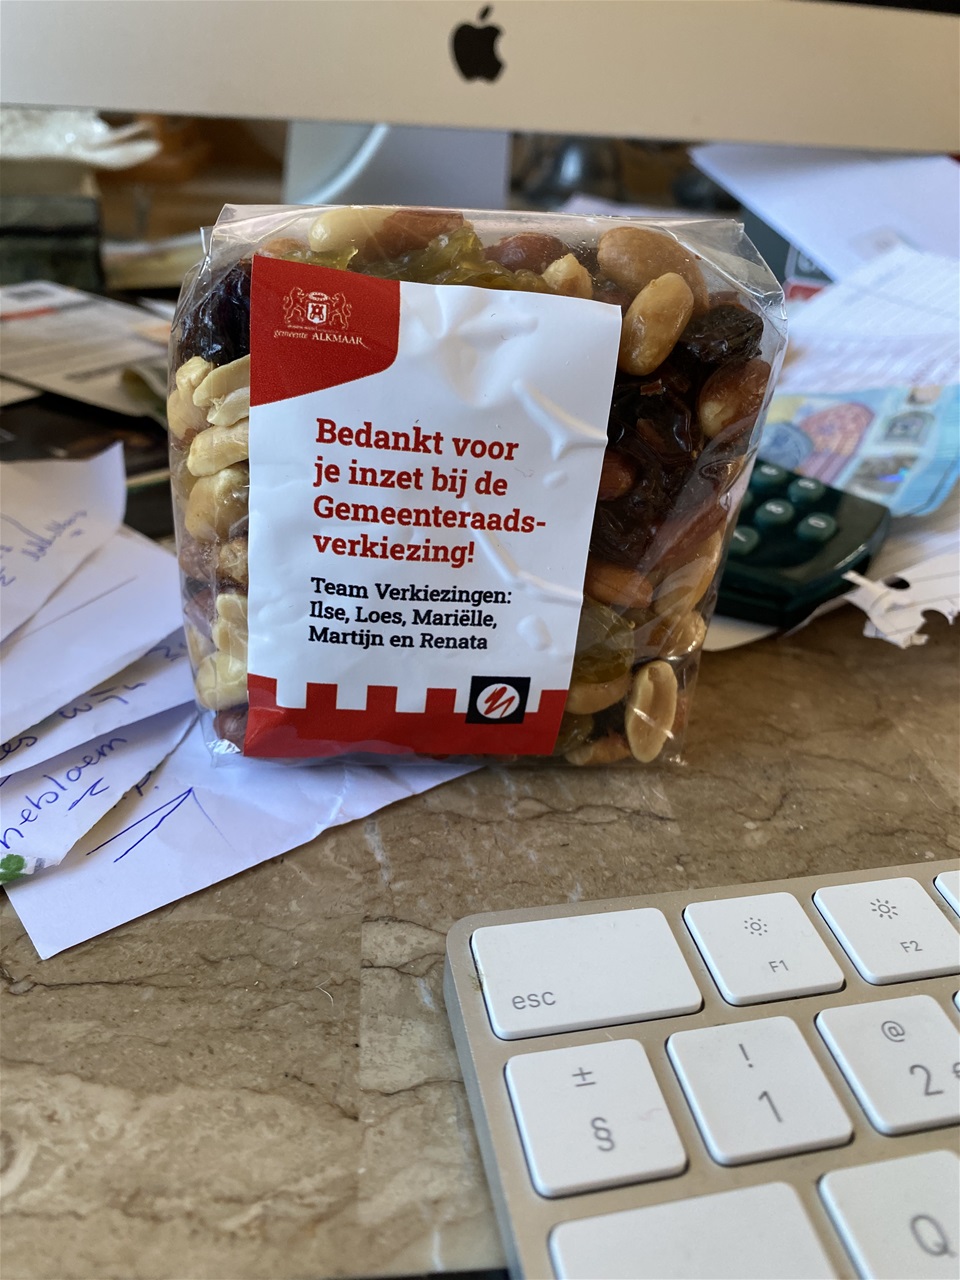 gemeente ALKMAAR
Bedankt voor
je inzet bij de
Gemeenteraads-
verkiezing!
Team Verkiezingen:
Ilse, Loes, Mariëlle,
Martijn en Renata
esc
F1
F2
±
§
!
1
@
2
€
Q